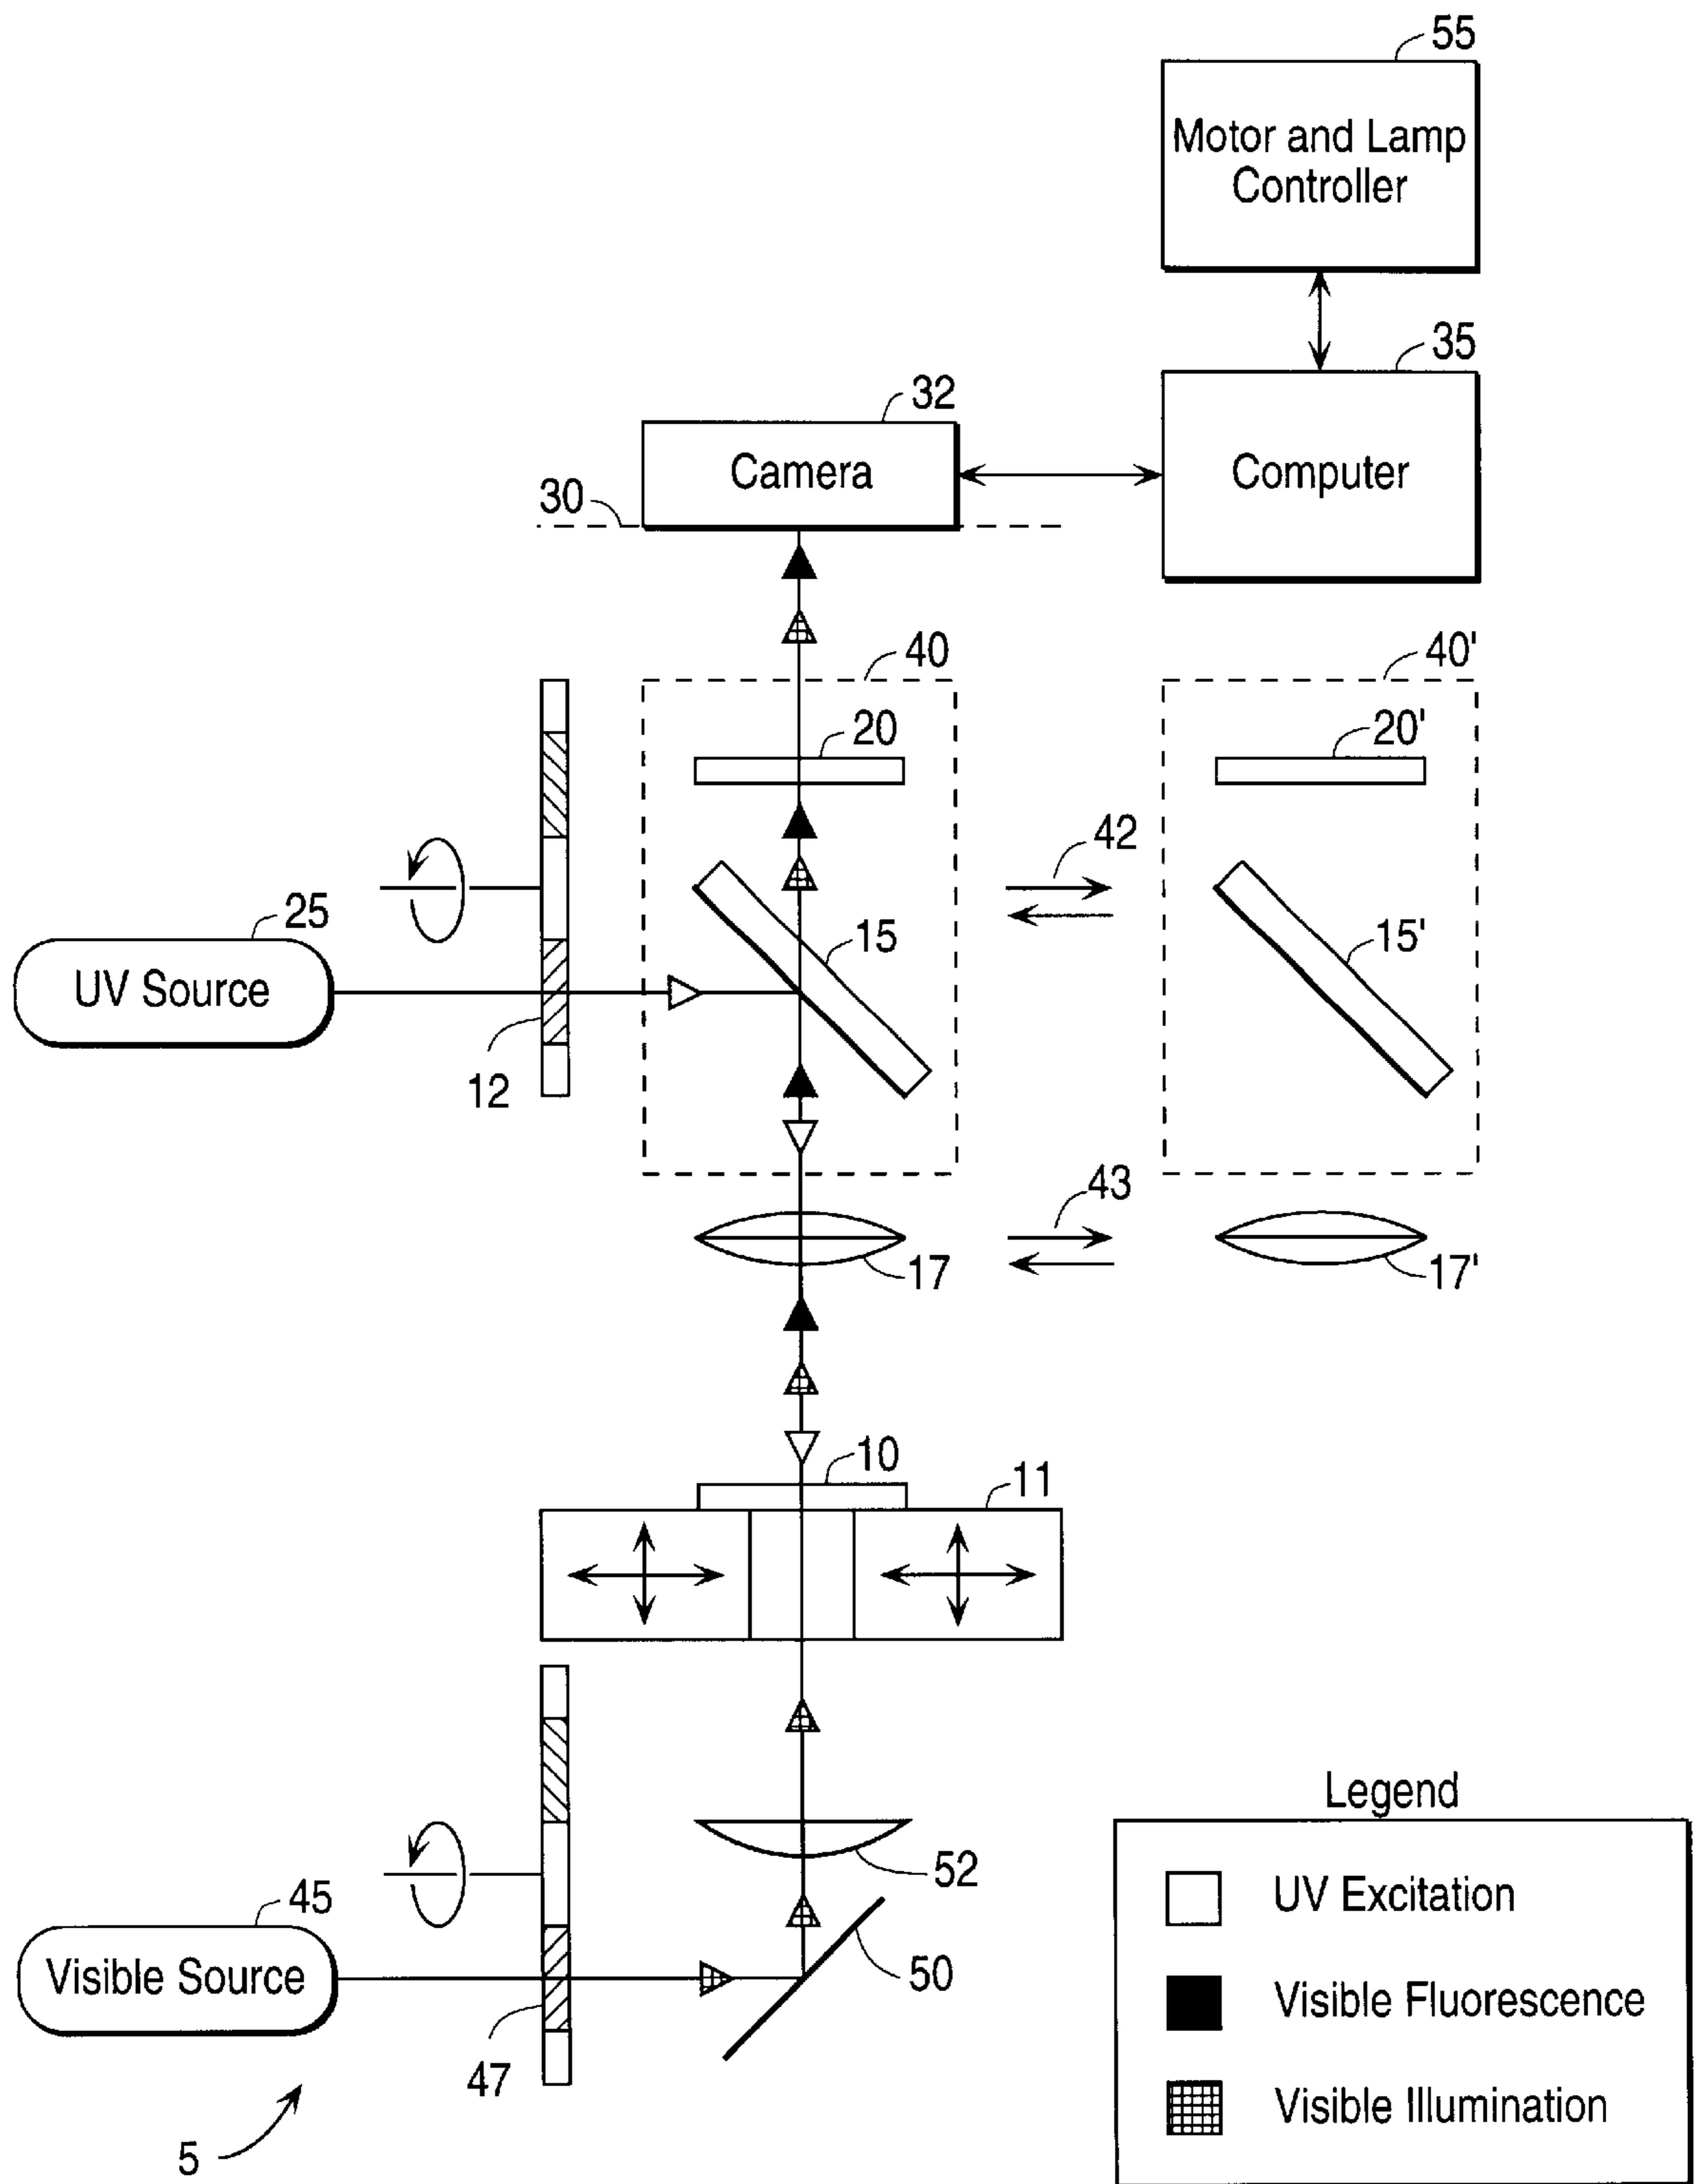 55
Motor and Lamp
Controller
35
Computer
32
Camera
30
40
40'
20
20'
42
25
UV Source
15
15'
12
43
17
17'
10
11
52
45
Visible Source
50
47
5
Legend
UV Excitation
Visible Fluorescence
Visible Illumination